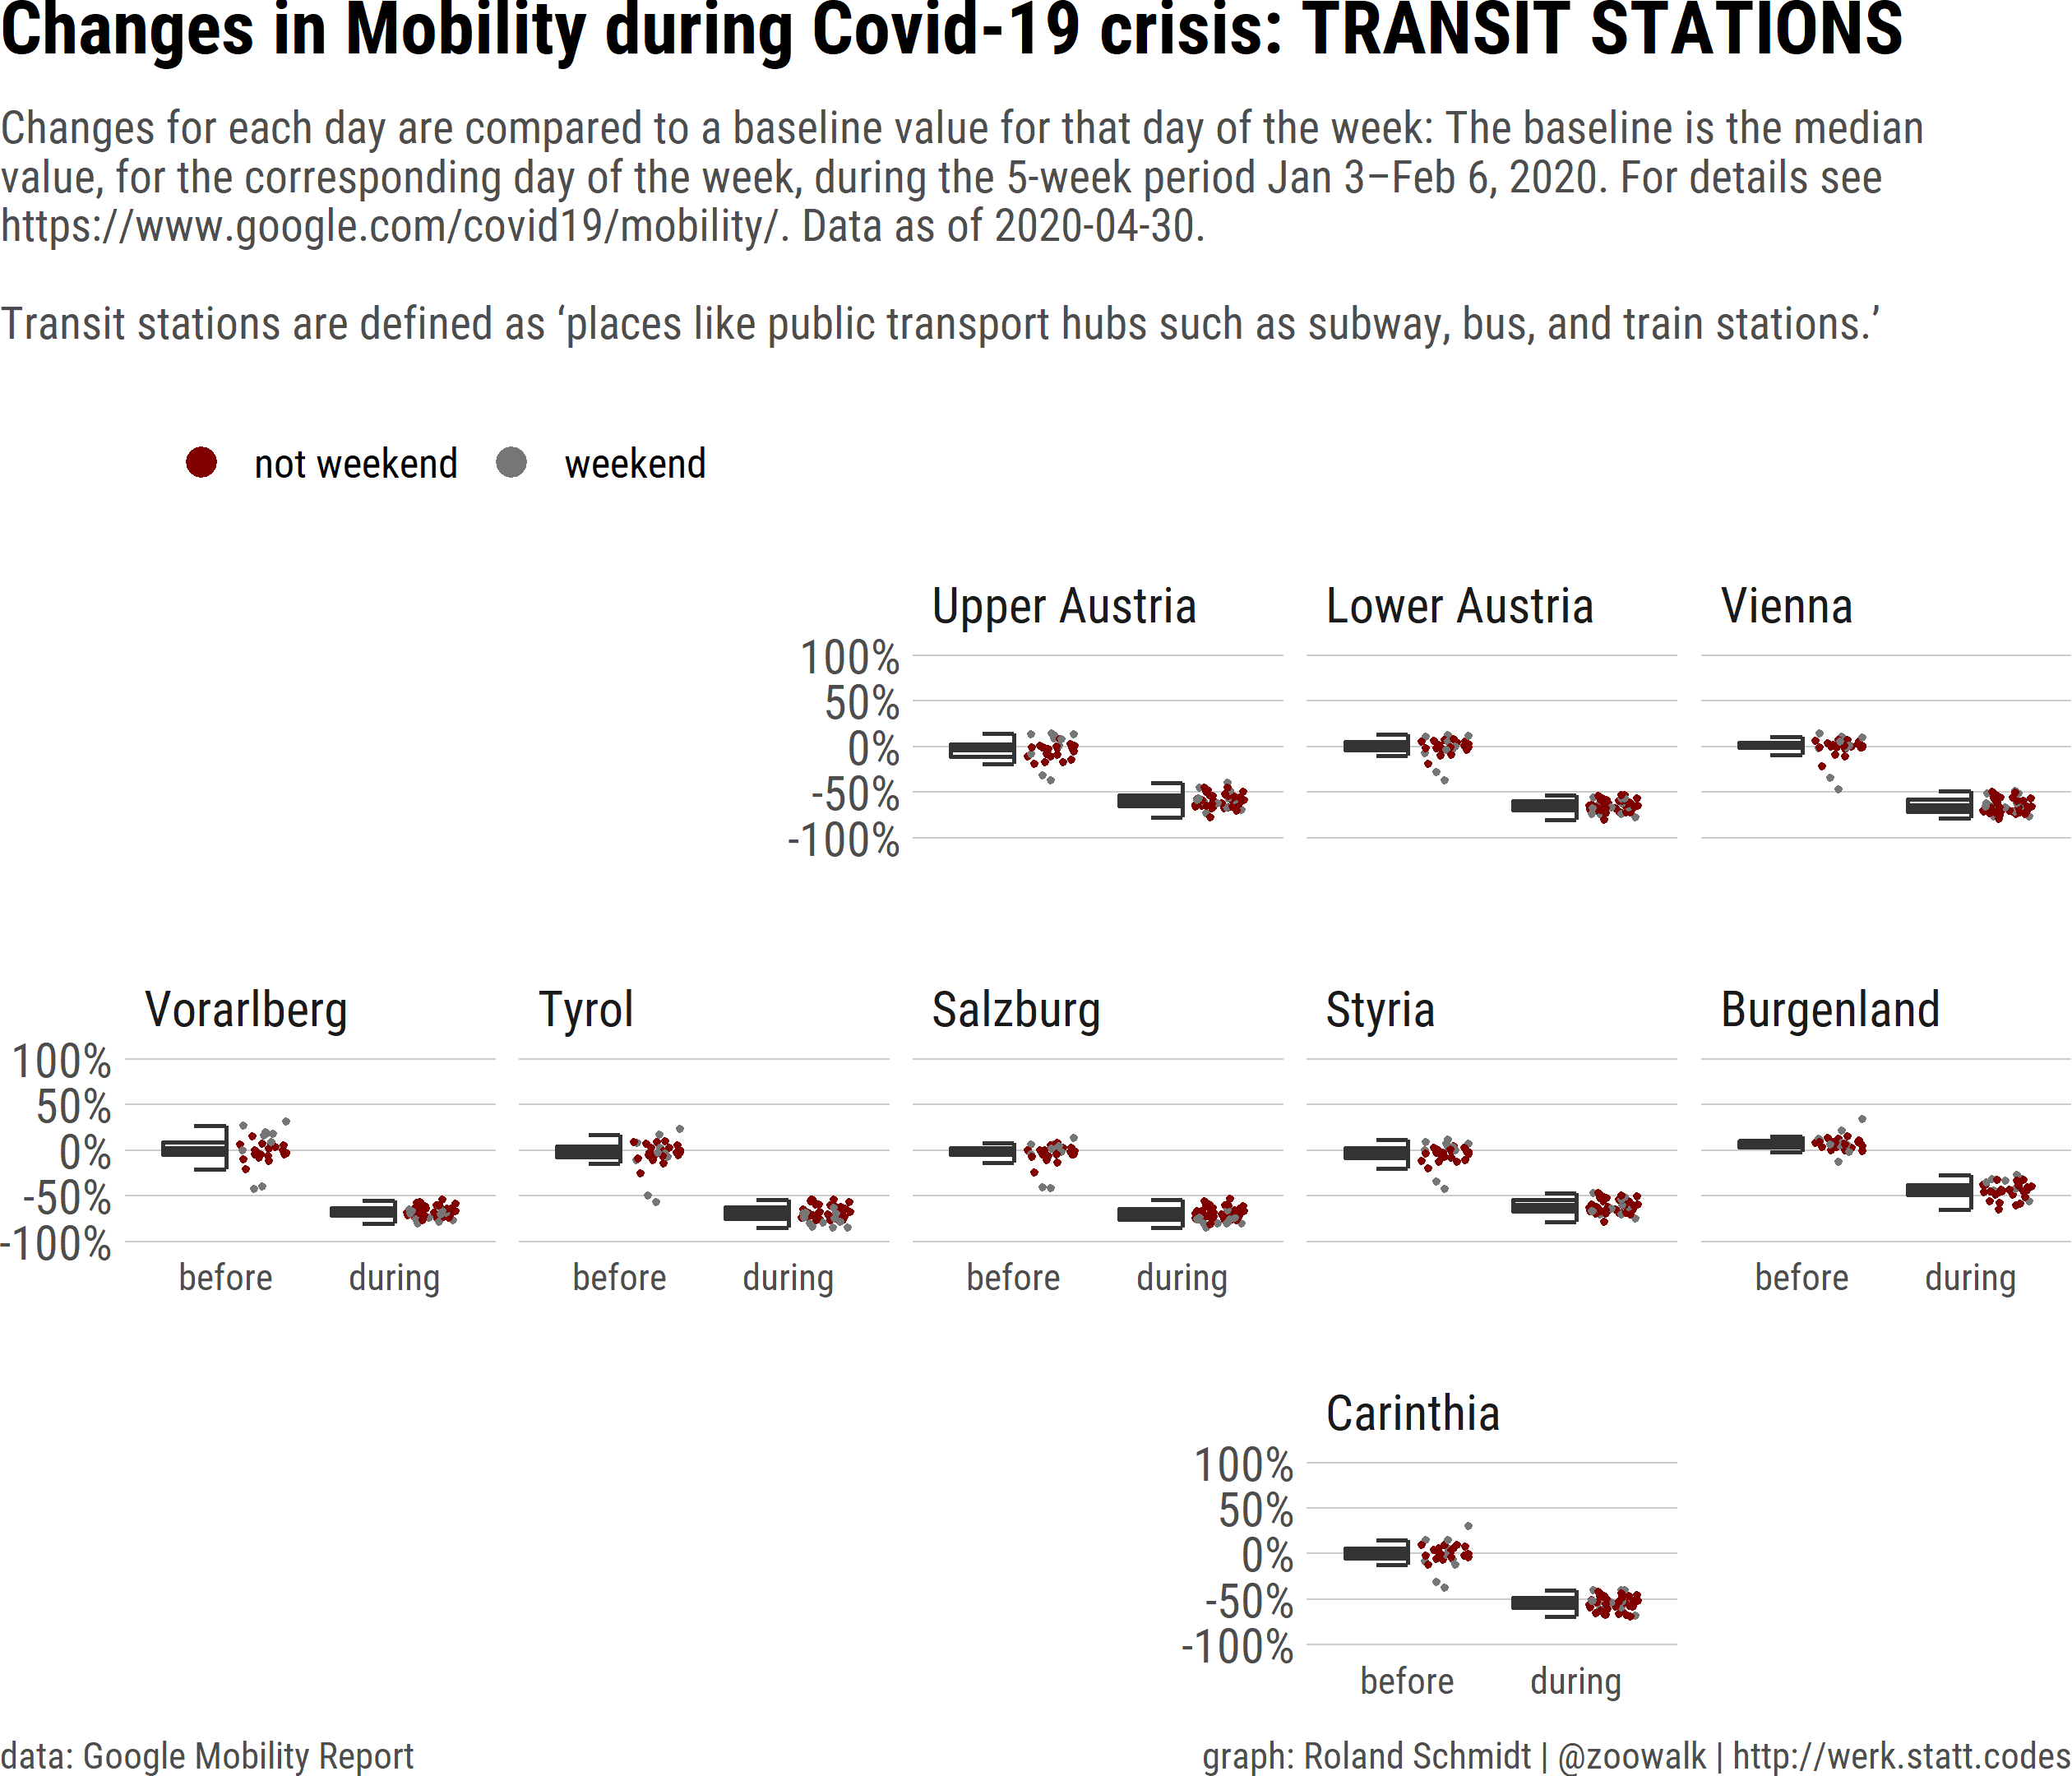 Changes in Mobility during Covid-19 crisis: TRANSIT STATIONS
Changes for each day are compared to a baseline value for that day of the week: The baseline is the median
value, for the corresponding day of the week, during the 5-week period Jan 3–Feb 6, 2020. For details see
https://www.google.com/covid19/mobility/. Data as of 2020-04-30.
Transit stations are defined as ‘places like public transport hubs such as subway, bus, and train stations.’
not weekend weekend
Upper Austria Lower Austria Vienna
100%
50%
0%
-50%
-100%
Vorarlberg Tyrol Salzburg Styria Burgenland
100%
50%
0%
-50%
-100%
before during before during before during before during
Carinthia
100%
50%
0%
-50%
-100%
before during
data: Google Mobility Report graph: Roland Schmidt | @zoowalk | http://werk.statt.codes